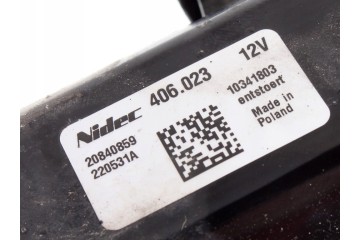 Nidec 406.023 12V
20840859
220531A
10341803
entstoert
Made in
Poland